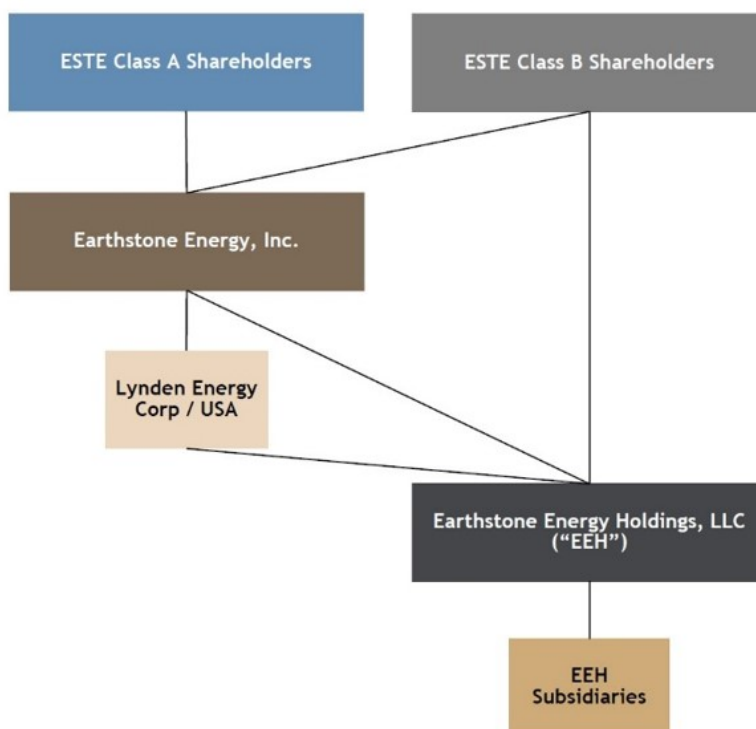 ESTE Class A Shareholders
ESTE Class B Shareholders
Earthstone Energy, Inc.
Lynden Energy
Corp / USA
Earthstone Energy Holdings, LLC
(“EEH”)
EEH
Subsidiaries